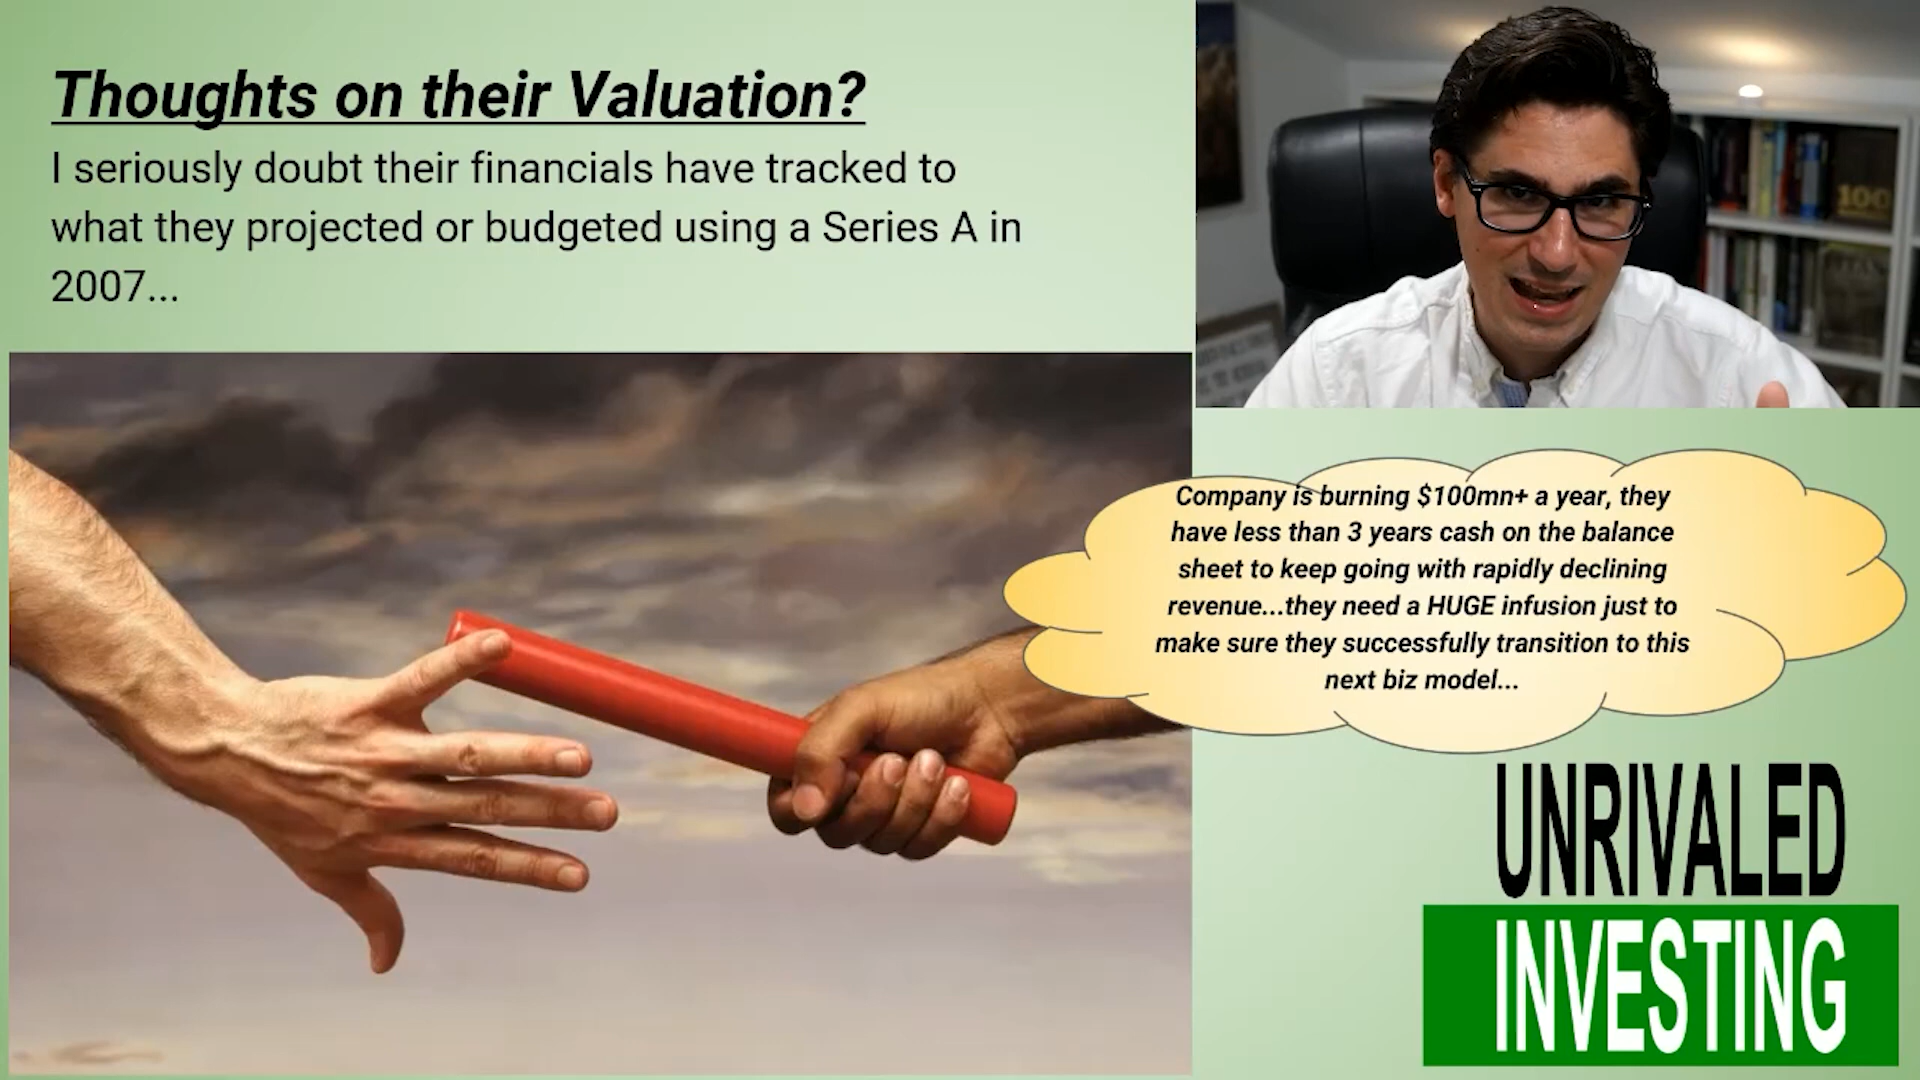 Thoughts on their Valuation?
I seriously doubt their financials have tracked to
what they projected or budgeted using a Series A in
2007...
100
Company is burning $100mn+ a year, they
have less than 3 years cash on the balance
sheet to keep going with rapidly declining
revenue...they need a HUGE infusion just to
make sure they successfully transition to this
next biz model...
UNRIVALED
INVESTING